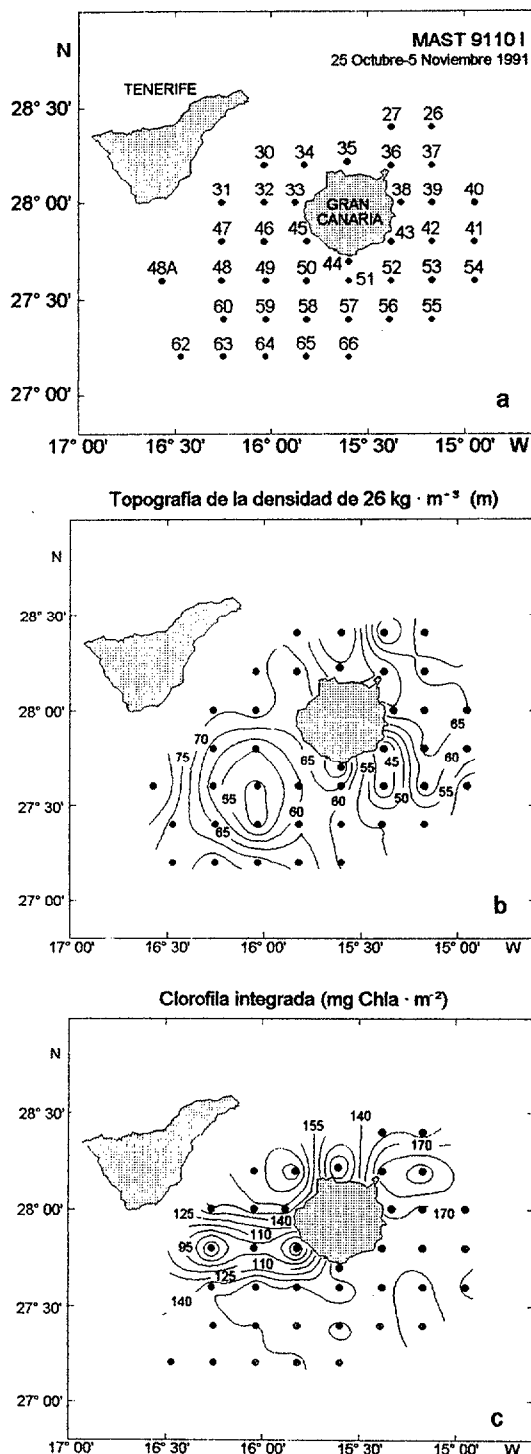 MAST 9110 I
25 Octubre-5 Noviembre 1991
N
TENERIFE
28° 30'
27 26
30 34 35 36 37
28° 00'
31 32 33 38 39 40
GRAN CANARIA
47 46 45 43 42 41
44
48A 48 49 50 51 52 53 54
27° 30'
60 59 58 57 56 55
62 63 64 65 66
27° 00'
a
17° 00' 16° 30' 16° 00' 15° 30' 15° 00' W
Topografia de la densidad de 26 kg · m⁻³ (m)
N
28° 30'
28° 00'
65
70
75 65 55 45 60
65 60 60 50 55
27° 30'
65
27° 00'
b
17° 00' 16° 30' 16° 00' 15° 30' 15° 00' W
Clorofila integrada (mg Chla · m⁻²)
N
28° 30'
155 140
170
28° 00'
125 140 170
110
95
110
125
140
27° 30'
27° 00'
c
17° 00' 16° 30' 16° 00' 15° 30' 15° 00' W